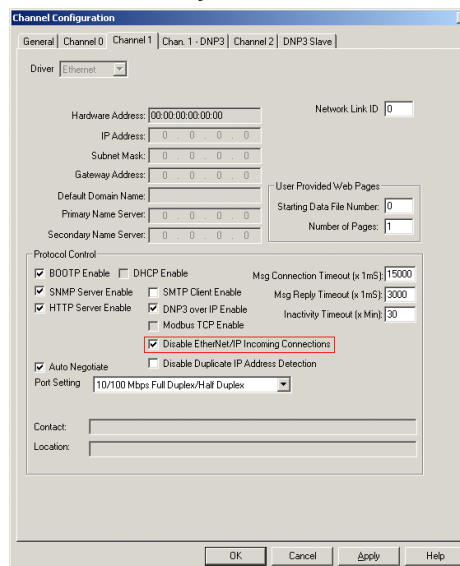 Channel Configuration
General Channel 0 Channel 1 Chan. 1 - DNP3 Channel 2 DNP3 Slave
Driver Ethernet
Hardware Address: 00:00:00:00:00:00 Network Link ID 0
IP Address: 0 . 0 . 0 . 0
Subnet Mask: 0 . 0 . 0 . 0
Gateway Address: 0 . 0 . 0 . 0
User Provided Web Pages
Default Domain Name:
Starting Data File Number: 0
Primary Name Server: 0 . 0 . 0 . 0
Number of Pages: 1
Secondary Name Server: 0 . 0 . 0 . 0
Protocol Control
BOOTP Enable DHCP Enable Msg Connection Timeout (x 1mS): 15000
SNMP Server Enable SMTP Client Enable Msg Reply Timeout (x 1mS): 3000
HTTP Server Enable DNP3 over IP Enable Inactivity Timeout (x Min): 30
Modbus TCP Enable
Disable EtherNet/IP Incoming Connections
Auto Negotiate Disable Duplicate IP Address Detection
Port Setting 10/100 Mbps Full Duplex/Half Duplex
Contact:
Location:
OK Cancel Apply Help